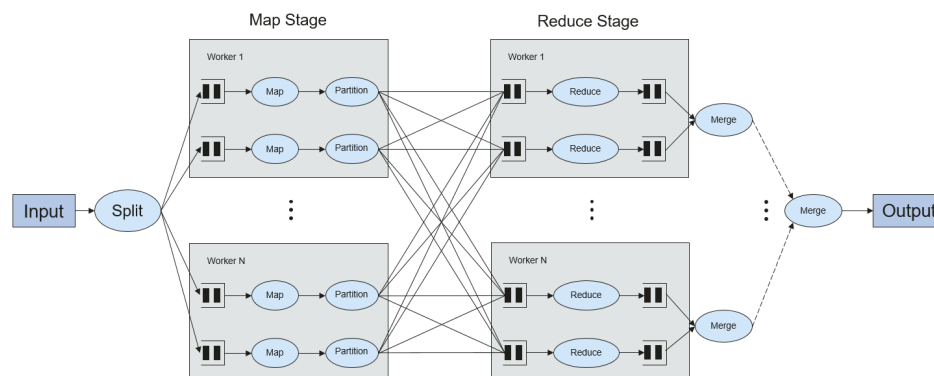 Map Stage
Reduce Stage
Worker 1
Worker 1
Map
Partition
Reduce
Merge
Map
Partition
Reduce
Input
Split
Merge
Output
Worker N
Worker N
Map
Partition
Reduce
Merge
Map
Partition
Reduce